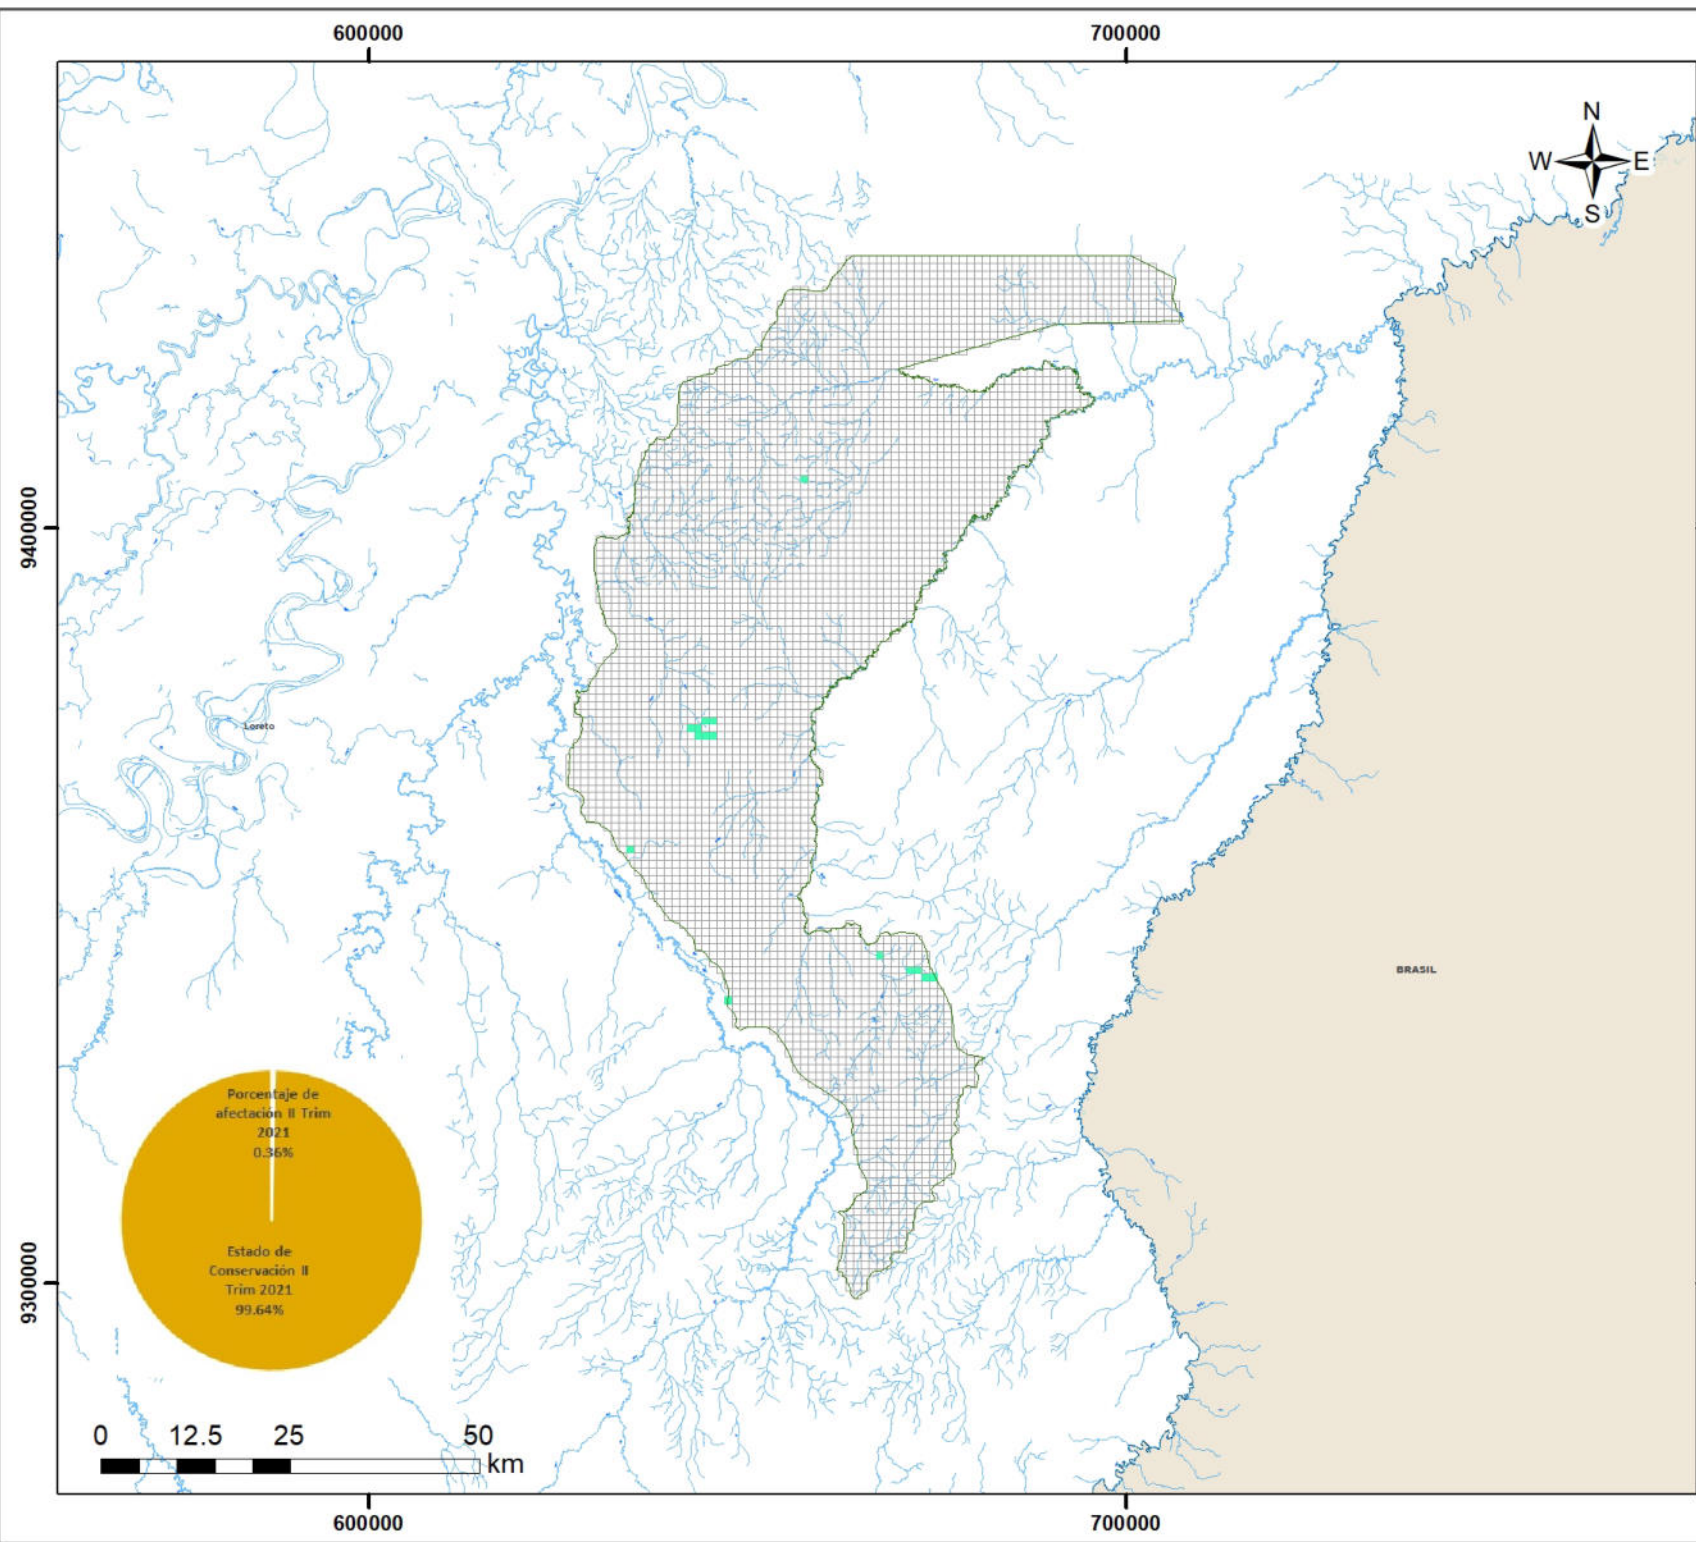 600000
700000
N
W
E
S
9400000
Loreto
BRASIL
Porcentaje de
afectación II Trim
2021
0.36%
Estado de
Conservación II
Trim 2021
99.64%
9300000
0
12.5
25
50
km
600000
700000